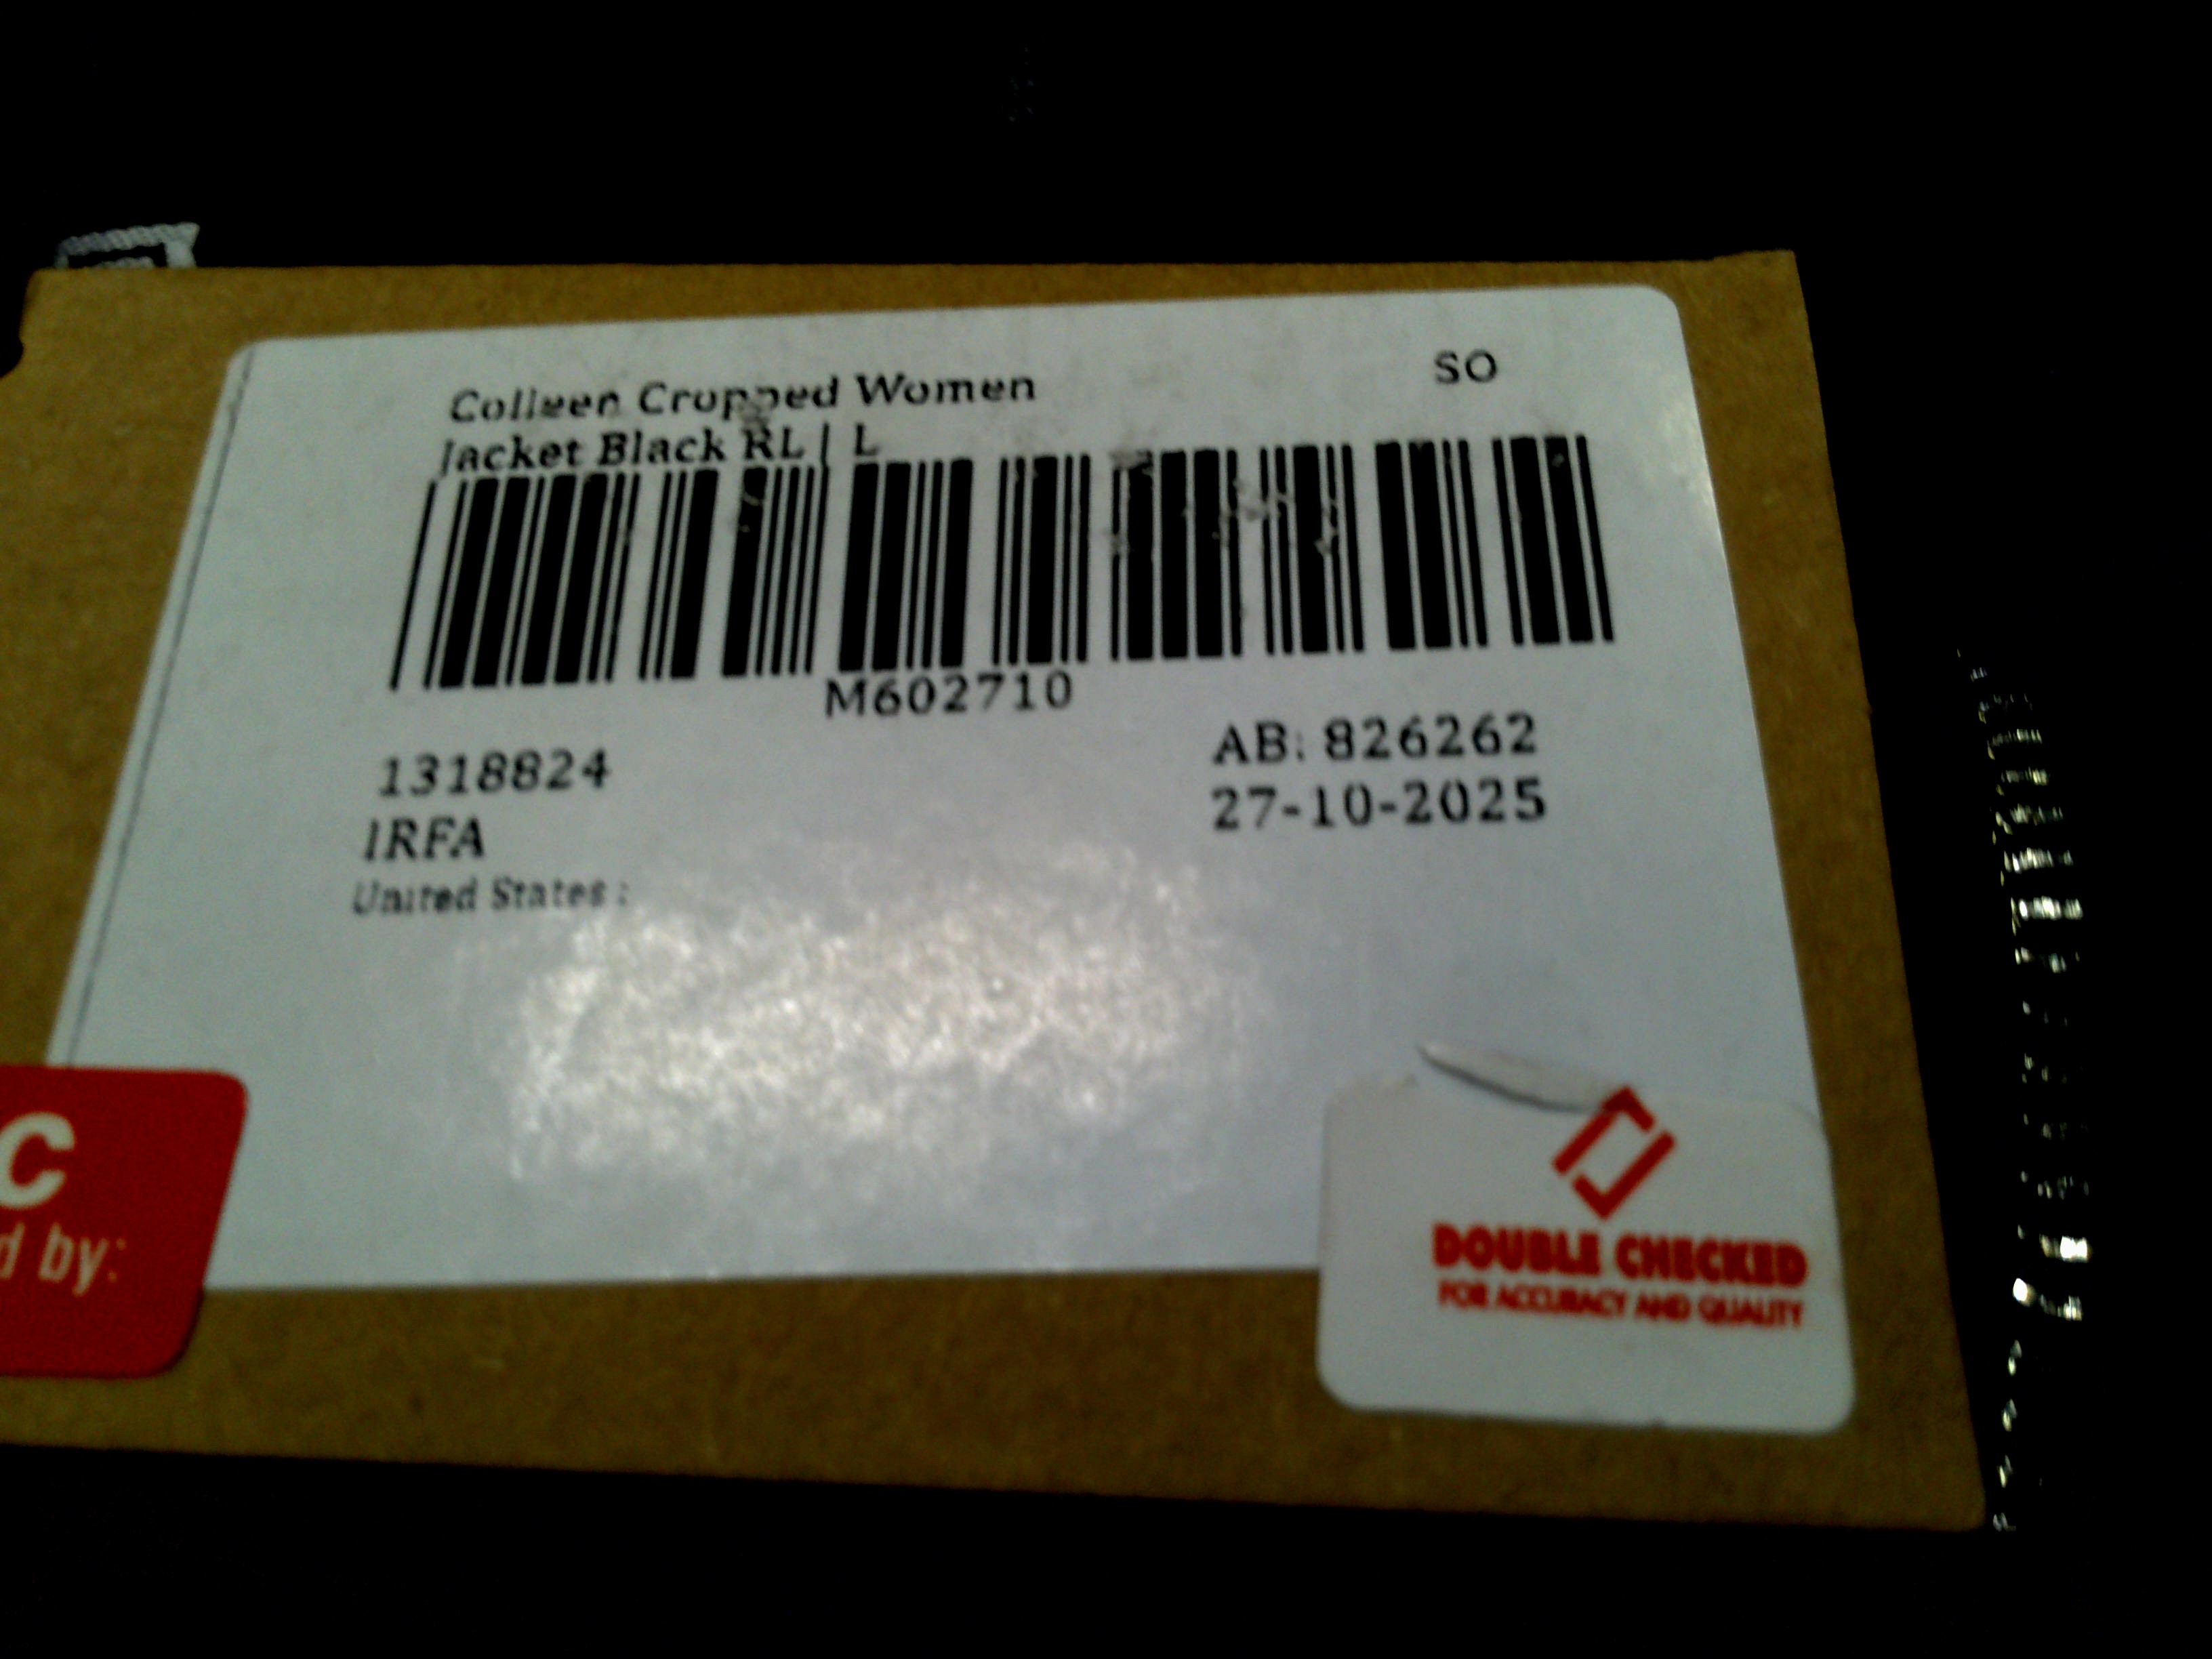 Colleen Cropped Women
SO
Jacket Black RL | L
M602710
1318824
AB: 826262
IRFA
27-10-2025
United States :
C
d by:
DOUBLE CHECKED
FOR ACCURACY AND QUALITY